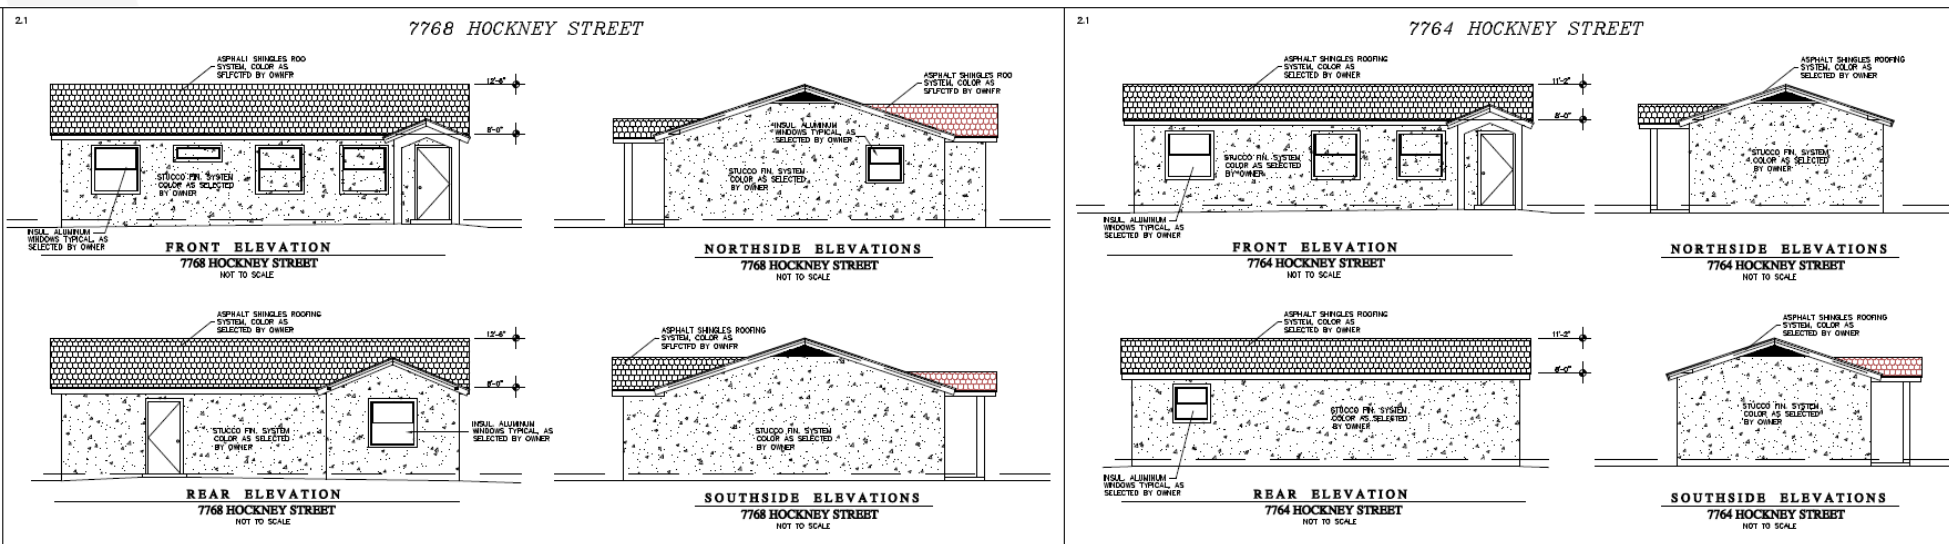 2.1
7768 HOCKNEY STREET
ASPHALI SHINGLES ROO
SYSTEM, COLOR AS
SFLFCTFD BY OWNFR
12'-6"
8'-0"
STUCCO FIN. SYSTEM
COLOR AS SELECTED
BY OWNER
INSUL. ALUMINUM
WINDOWS TYPICAL, AS
SELECTED BY OWNER
FRONT ELEVATION
7768 HOCKNEY STREET
NOT TO SCALE
ASPHALT SHINGLES ROO
SYSTEM, COLOR AS
SFLFCTFD BY OWNFR
INSUL. ALUMINUM
WINDOWS TYPICAL, AS
SELECTED BY OWNER
STUCCO FIN. SYSTEM
COLOR AS SELECTED
BY OWNER
NORTHSIDE ELEVATIONS
7768 HOCKNEY STREET
NOT TO SCALE
ASPHALT SHINGLES ROOFING
SYSTEM, COLOR AS
SELECTED BY OWNER
12'-6"
8'-0"
STUCCO FIN. SYSTEM
COLOR AS SELECTED
BY OWNER
INSUL. ALUMINUM
WINDOWS TYPICAL, AS
SELECTED BY OWNER
REAR ELEVATION
7768 HOCKNEY STREET
NOT TO SCALE
ASPHALT SHINGLES ROOFING
SYSTEM, COLOR AS
SFLFCTFD BY OWNFR
STUCCO FIN. SYSTEM
COLOR AS SELECTED
BY OWNER
SOUTHSIDE ELEVATIONS
7768 HOCKNEY STREET
NOT TO SCALE
2.1
7764 HOCKNEY STREET
ASPHALT SHINGLES ROOFING
SYSTEM, COLOR AS
SELECTED BY OWNER
11'-2"
8'-0"
STUCCO FIN. SYSTEM
COLOR AS SELECTED
BY OWNER
INSUL. ALUMINUM
WINDOWS TYPICAL, AS
SELECTED BY OWNER
FRONT ELEVATION
7764 HOCKNEY STREET
NOT TO SCALE
ASPHALT SHINGLES ROOFING
SYSTEM, COLOR AS
SELECTED BY OWNER
STUCCO FIN. SYSTEM
COLOR AS SELECTED
BY OWNER
NORTHSIDE ELEVATIONS
7764 HOCKNEY STREET
NOT TO SCALE
ASPHALT SHINGLES ROOFING
SYSTEM, COLOR AS
SELECTED BY OWNER
11'-2"
8'-0"
STUCCO FIN. SYSTEM
COLOR AS SELECTED
BY OWNER
INSUL. ALUMINUM
WINDOWS TYPICAL, AS
SELECTED BY OWNER
REAR ELEVATION
7764 HOCKNEY STREET
NOT TO SCALE
ASPHALT SHINGLES ROOFING
SYSTEM, COLOR AS
SELECTED BY OWNER
STUCCO FIN. SYSTEM
COLOR AS SELECTED
BY OWNER
SOUTHSIDE ELEVATIONS
7764 HOCKNEY STREET
NOT TO SCALE